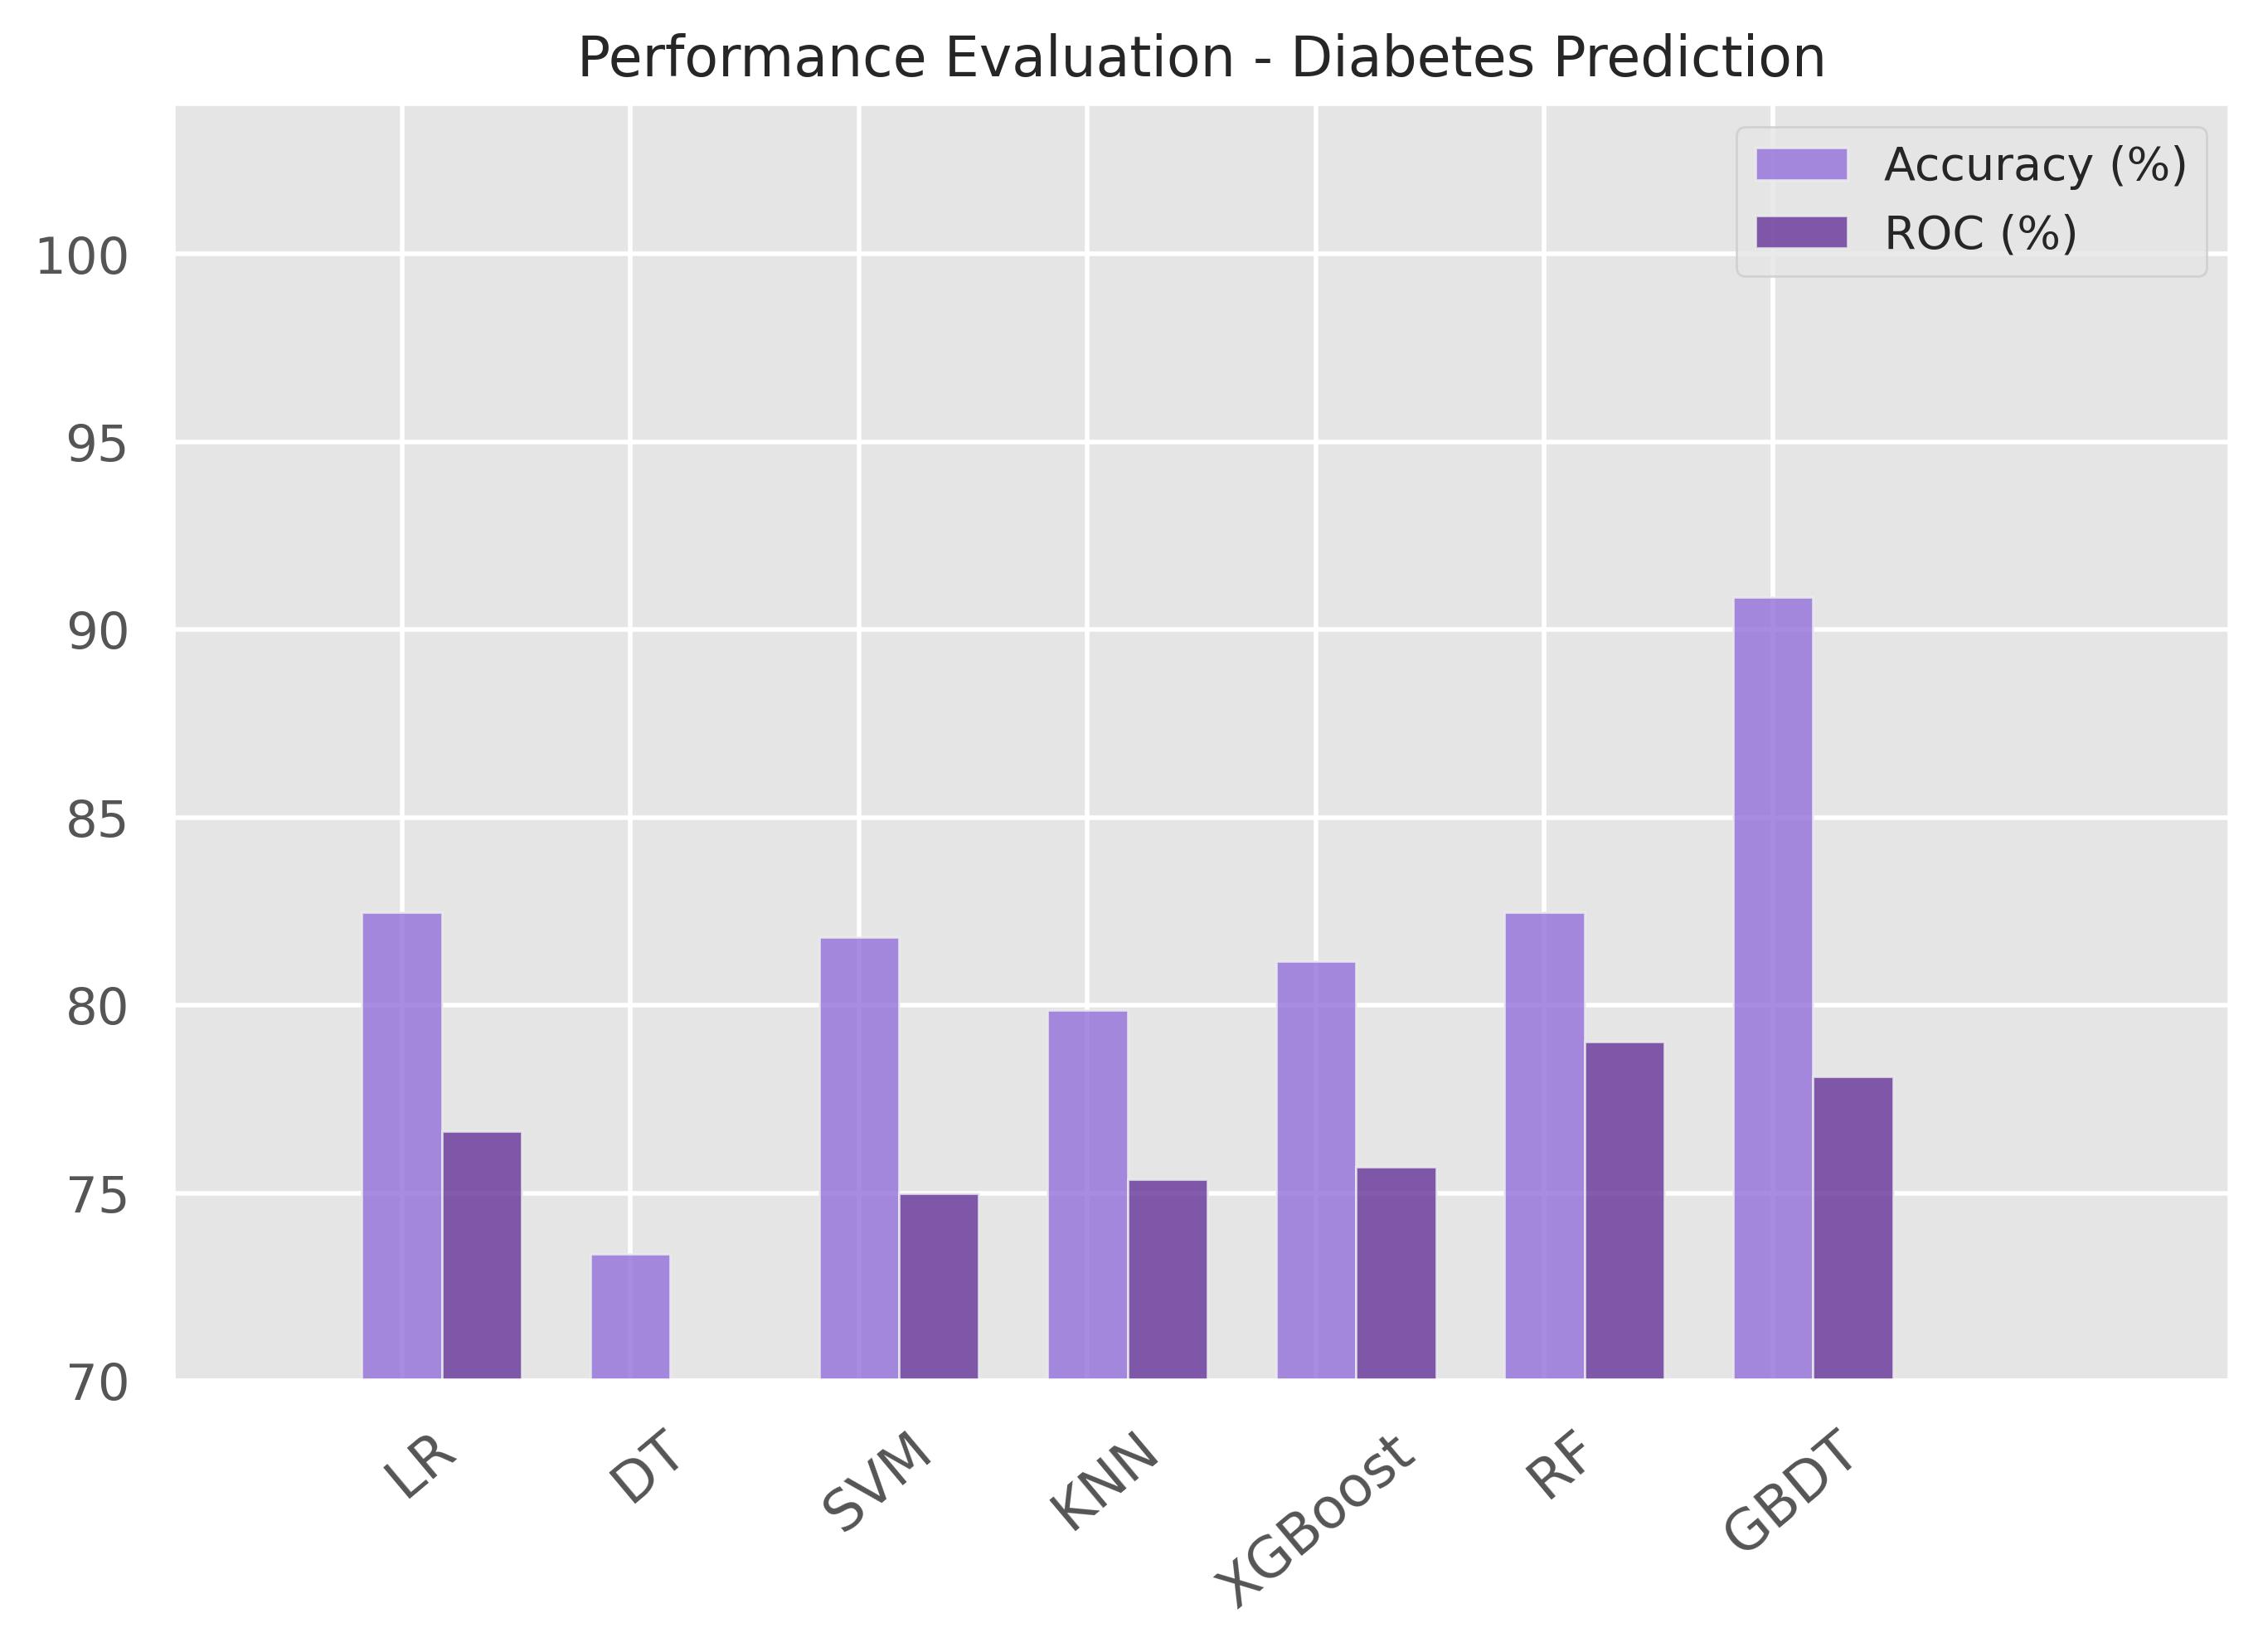 Performance Evaluation - Diabetes Prediction
Accuracy (%)
ROC (%)
100
95
90
85
80
75
70
LR
DT
SVM
KNN
XGBoost
RF
GBDT